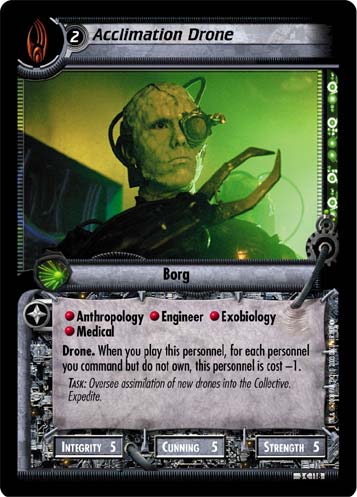 2 Acclimation Drone
Borg
Anthropology Engineer Exobiology
Medical
Drone. When you play this personnel, for each personnel
you command but do not own, this personnel is cost –1.
TASK: Oversee assimilation of new drones into the Collective.
Expedite.
INTEGRITY 5 CUNNING 5 STRENGTH 5
3 C 118